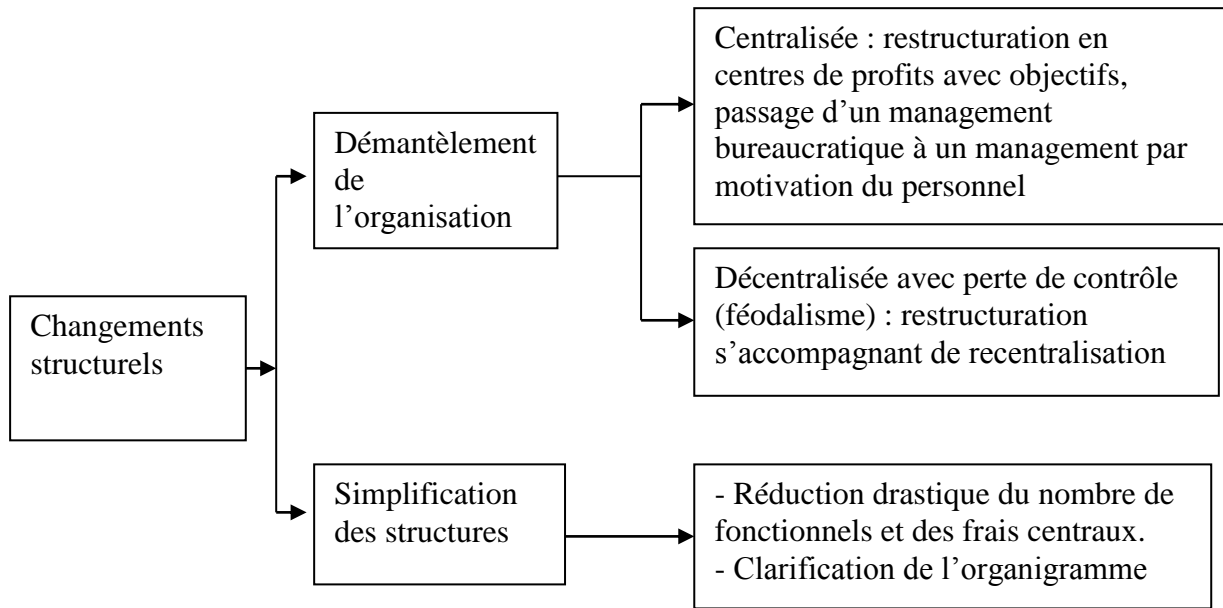 Changements
structurels
Démantèlement
de
l’organisation
Centralisée : restructuration en
centres de profits avec objectifs,
passage d’un management
bureaucratique à un management par
motivation du personnel
Décentralisée avec perte de contrôle
(féodalisme) : restructuration
s’accompagnant de recentralisation
Simplification
des structures
- Réduction drastique du nombre de
fonctionnels et des frais centraux.
- Clarification de l’organigramme